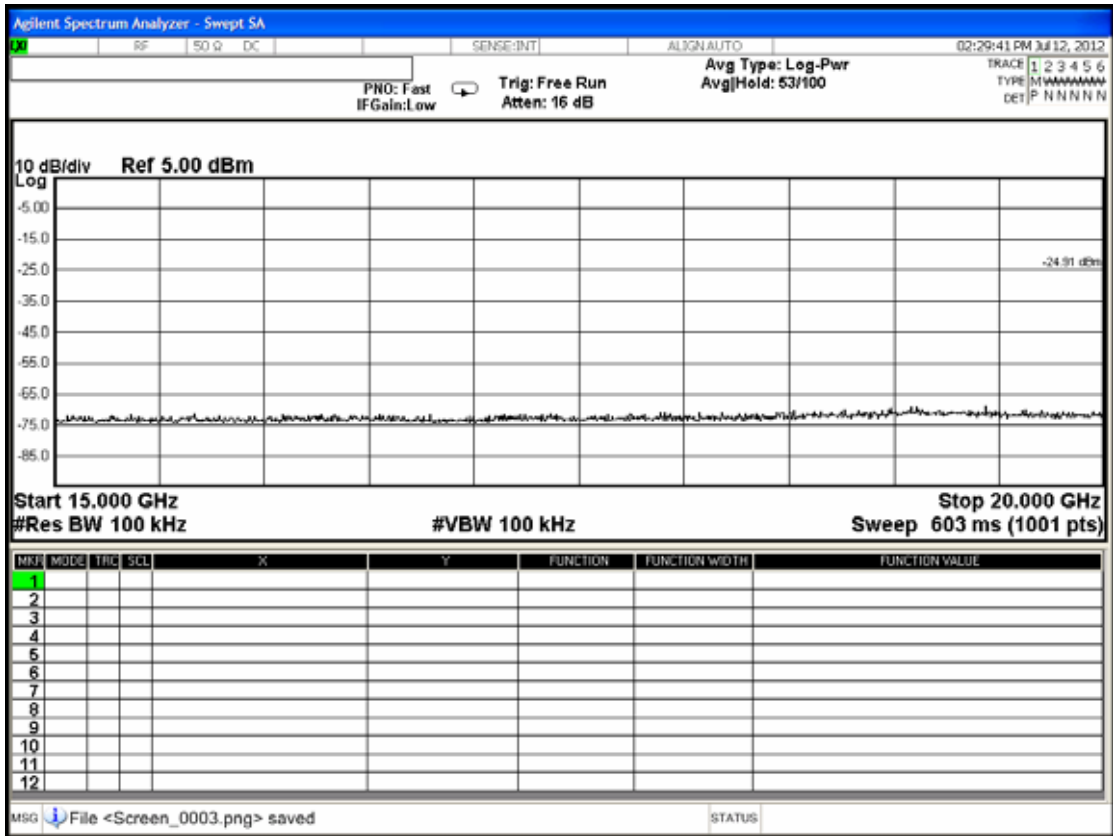 Agilent Spectrum Analyzer - Swept SA
LXI RF 50 Ω DC SENSE:INT ALIGN AUTO 02:29:41 PM Jul 12, 2012
PNO: Fast
IFGain:Low
Trig: Free Run
Atten: 16 dB
Avg Type: Log-Pwr
Avg|Hold: 53/100
TRACE 1 2 3 4 5 6
TYPE M WWWWW
DET P N N N N N
10 dB/div Ref 5.00 dBm
Log
-5.00
-15.0
-25.0
-24.91 dBm
-35.0
-45.0
-55.0
-65.0
-75.0
-85.0
Start 15.000 GHz Stop 20.000 GHz
#Res BW 100 kHz #VBW 100 kHz Sweep 603 ms (1001 pts)
MKR MODE TRC SCL X Y FUNCTION FUNCTION WIDTH FUNCTION VALUE
1
2
3
4
5
6
7
8
9
10
11
12
MSG File <Screen_0003.png> saved STATUS